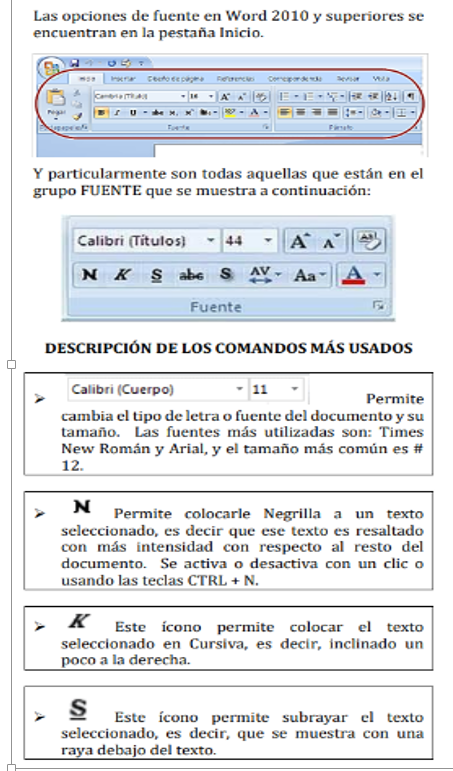 Las opciones de fuente en Word 2010 y superiores se
encuentran en la pestaña Inicio.
Inicio Insertar Diseño de página Referencias Correspondencia Revisar Vista
Cambria (Título) 16
Pegar
Portapapeles Fuente Párrafo
Y particularmente son todas aquellas que están en el
grupo FUENTE que se muestra a continuación:
Calibri (Títulos) 44 A A
N K S abc S AV Aa A
Fuente
DESCRIPCIÓN DE LOS COMANDOS MÁS USADOS
Calibri (Cuerpo) 11 Permite
cambia el tipo de letra o fuente del documento y su
tamaño. Las fuentes más utilizadas son: Times
New Román y Arial, y el tamaño más común es #
12.
N Permite colocarle Negrilla a un texto
seleccionado, es decir que ese texto es resaltado
con más intensidad con respecto al resto del
documento. Se activa o desactiva con un clic o
usando las teclas CTRL + N.
K Este ícono permite colocar el texto
seleccionado en Cursiva, es decir, inclinado un
poco a la derecha.
S Este ícono permite subrayar el texto
seleccionado, es decir, que se muestra con una
raya debajo del texto.